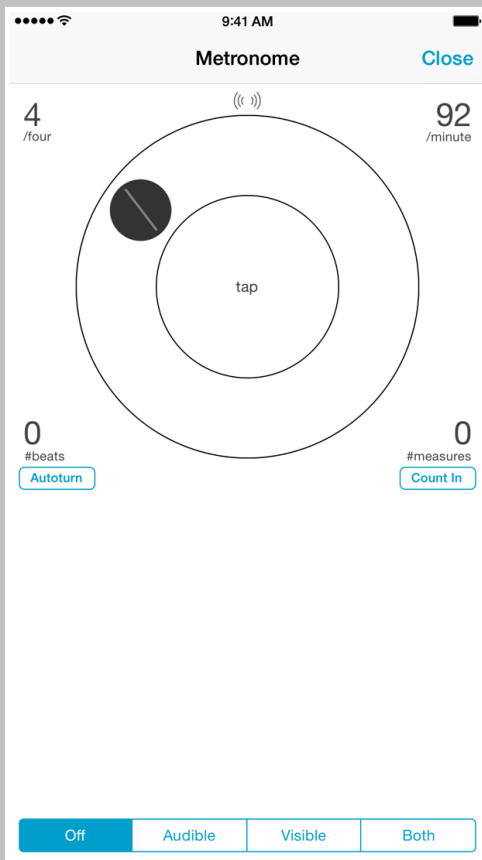 9:41 AM
Metronome
Close
4
/four
92
/minute
tap
0
#beats
0
#measures
Autoturn
Count In
Off
Audible
Visible
Both